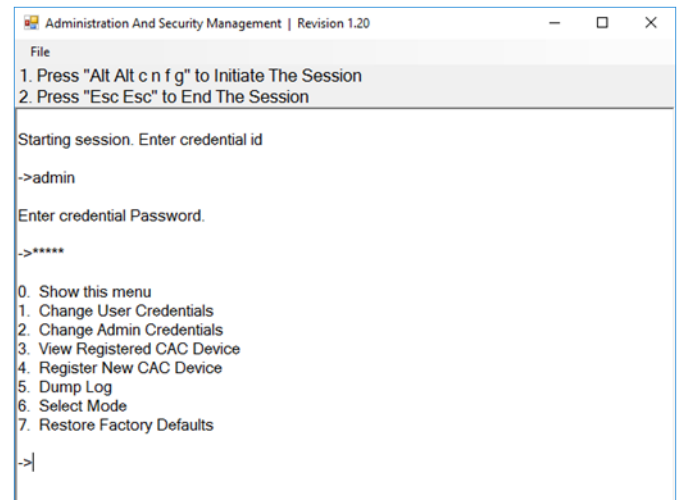 Administration And Security Management | Revision 1.20
File
1. Press "Alt Alt c n f g" to Initiate The Session
2. Press "Esc Esc" to End The Session
Starting session. Enter credential id
->admin
Enter credential Password.
->*****
0. Show this menu
1. Change User Credentials
2. Change Admin Credentials
3. View Registered CAC Device
4. Register New CAC Device
5. Dump Log
6. Select Mode
7. Restore Factory Defaults
->